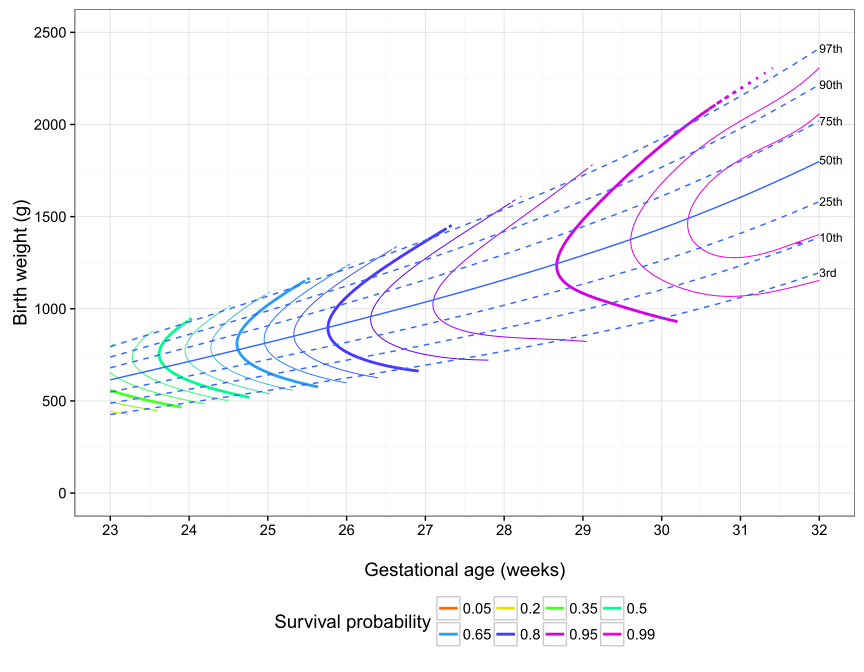 2500
2000
1500
1000
500
0
Birth weight (g)
97th
90th
75th
50th
25th
10th
3rd
23 24 25 26 27 28 29 30 31 32
Gestational age (weeks)
Survival probability
0.05 0.2 0.35 0.5
0.65 0.8 0.95 0.99